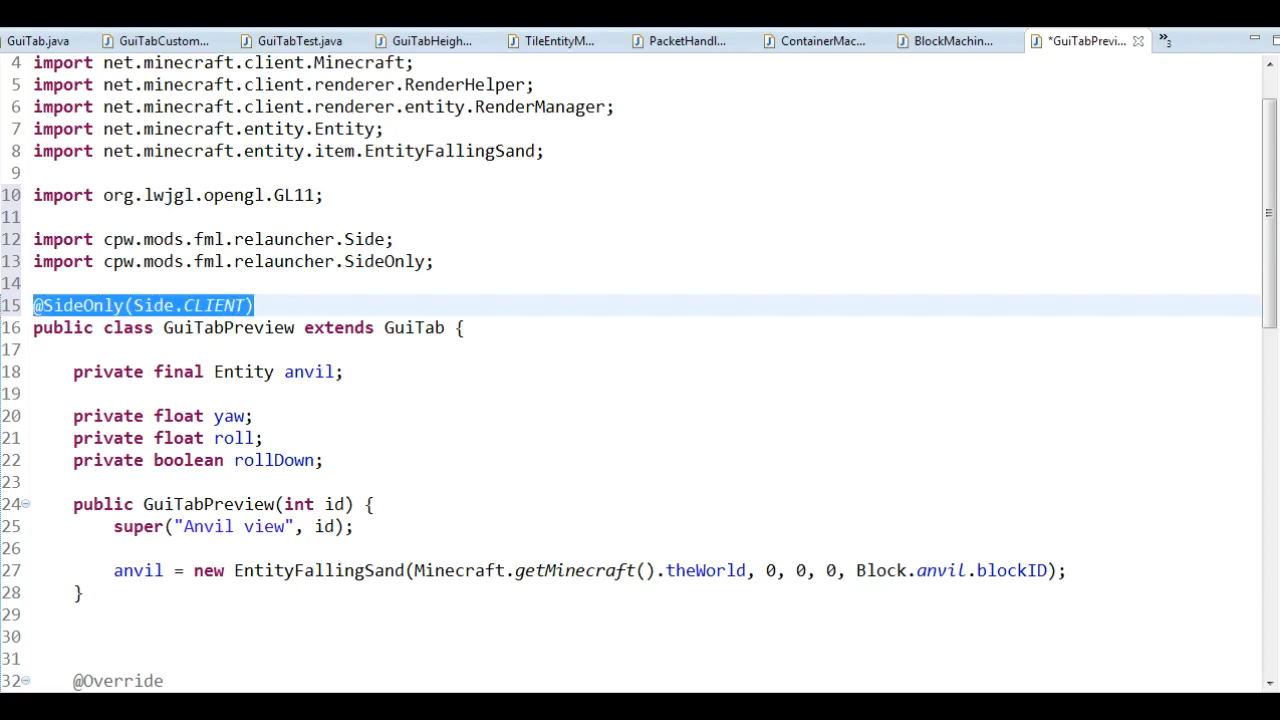 GuiTab.java GuiTabCustom... GuiTabTest.java GuiTabHeigh... TileEntityM... PacketHandl... ContainerMac... BlockMachin... *GuiTabPrevi... »3
4 import net.minecraft.client.Minecraft;
5 import net.minecraft.client.renderer.RenderHelper;
6 import net.minecraft.client.renderer.entity.RenderManager;
7 import net.minecraft.entity.Entity;
8 import net.minecraft.entity.item.EntityFallingSand;
9
10 import org.lwjgl.opengl.GL11;
11
12 import cpw.mods.fml.relauncher.Side;
13 import cpw.mods.fml.relauncher.SideOnly;
14
15 @SideOnly(Side.CLIENT)
16 public class GuiTabPreview extends GuiTab {
17
18 private final Entity anvil;
19
20 private float yaw;
21 private float roll;
22 private boolean rollDown;
23
24 public GuiTabPreview(int id) {
25 super("Anvil view", id);
26
27 anvil = new EntityFallingSand(Minecraft.getMinecraft().theWorld, 0, 0, 0, Block.anvil.blockID);
28 }
29
30
31
32 @Override